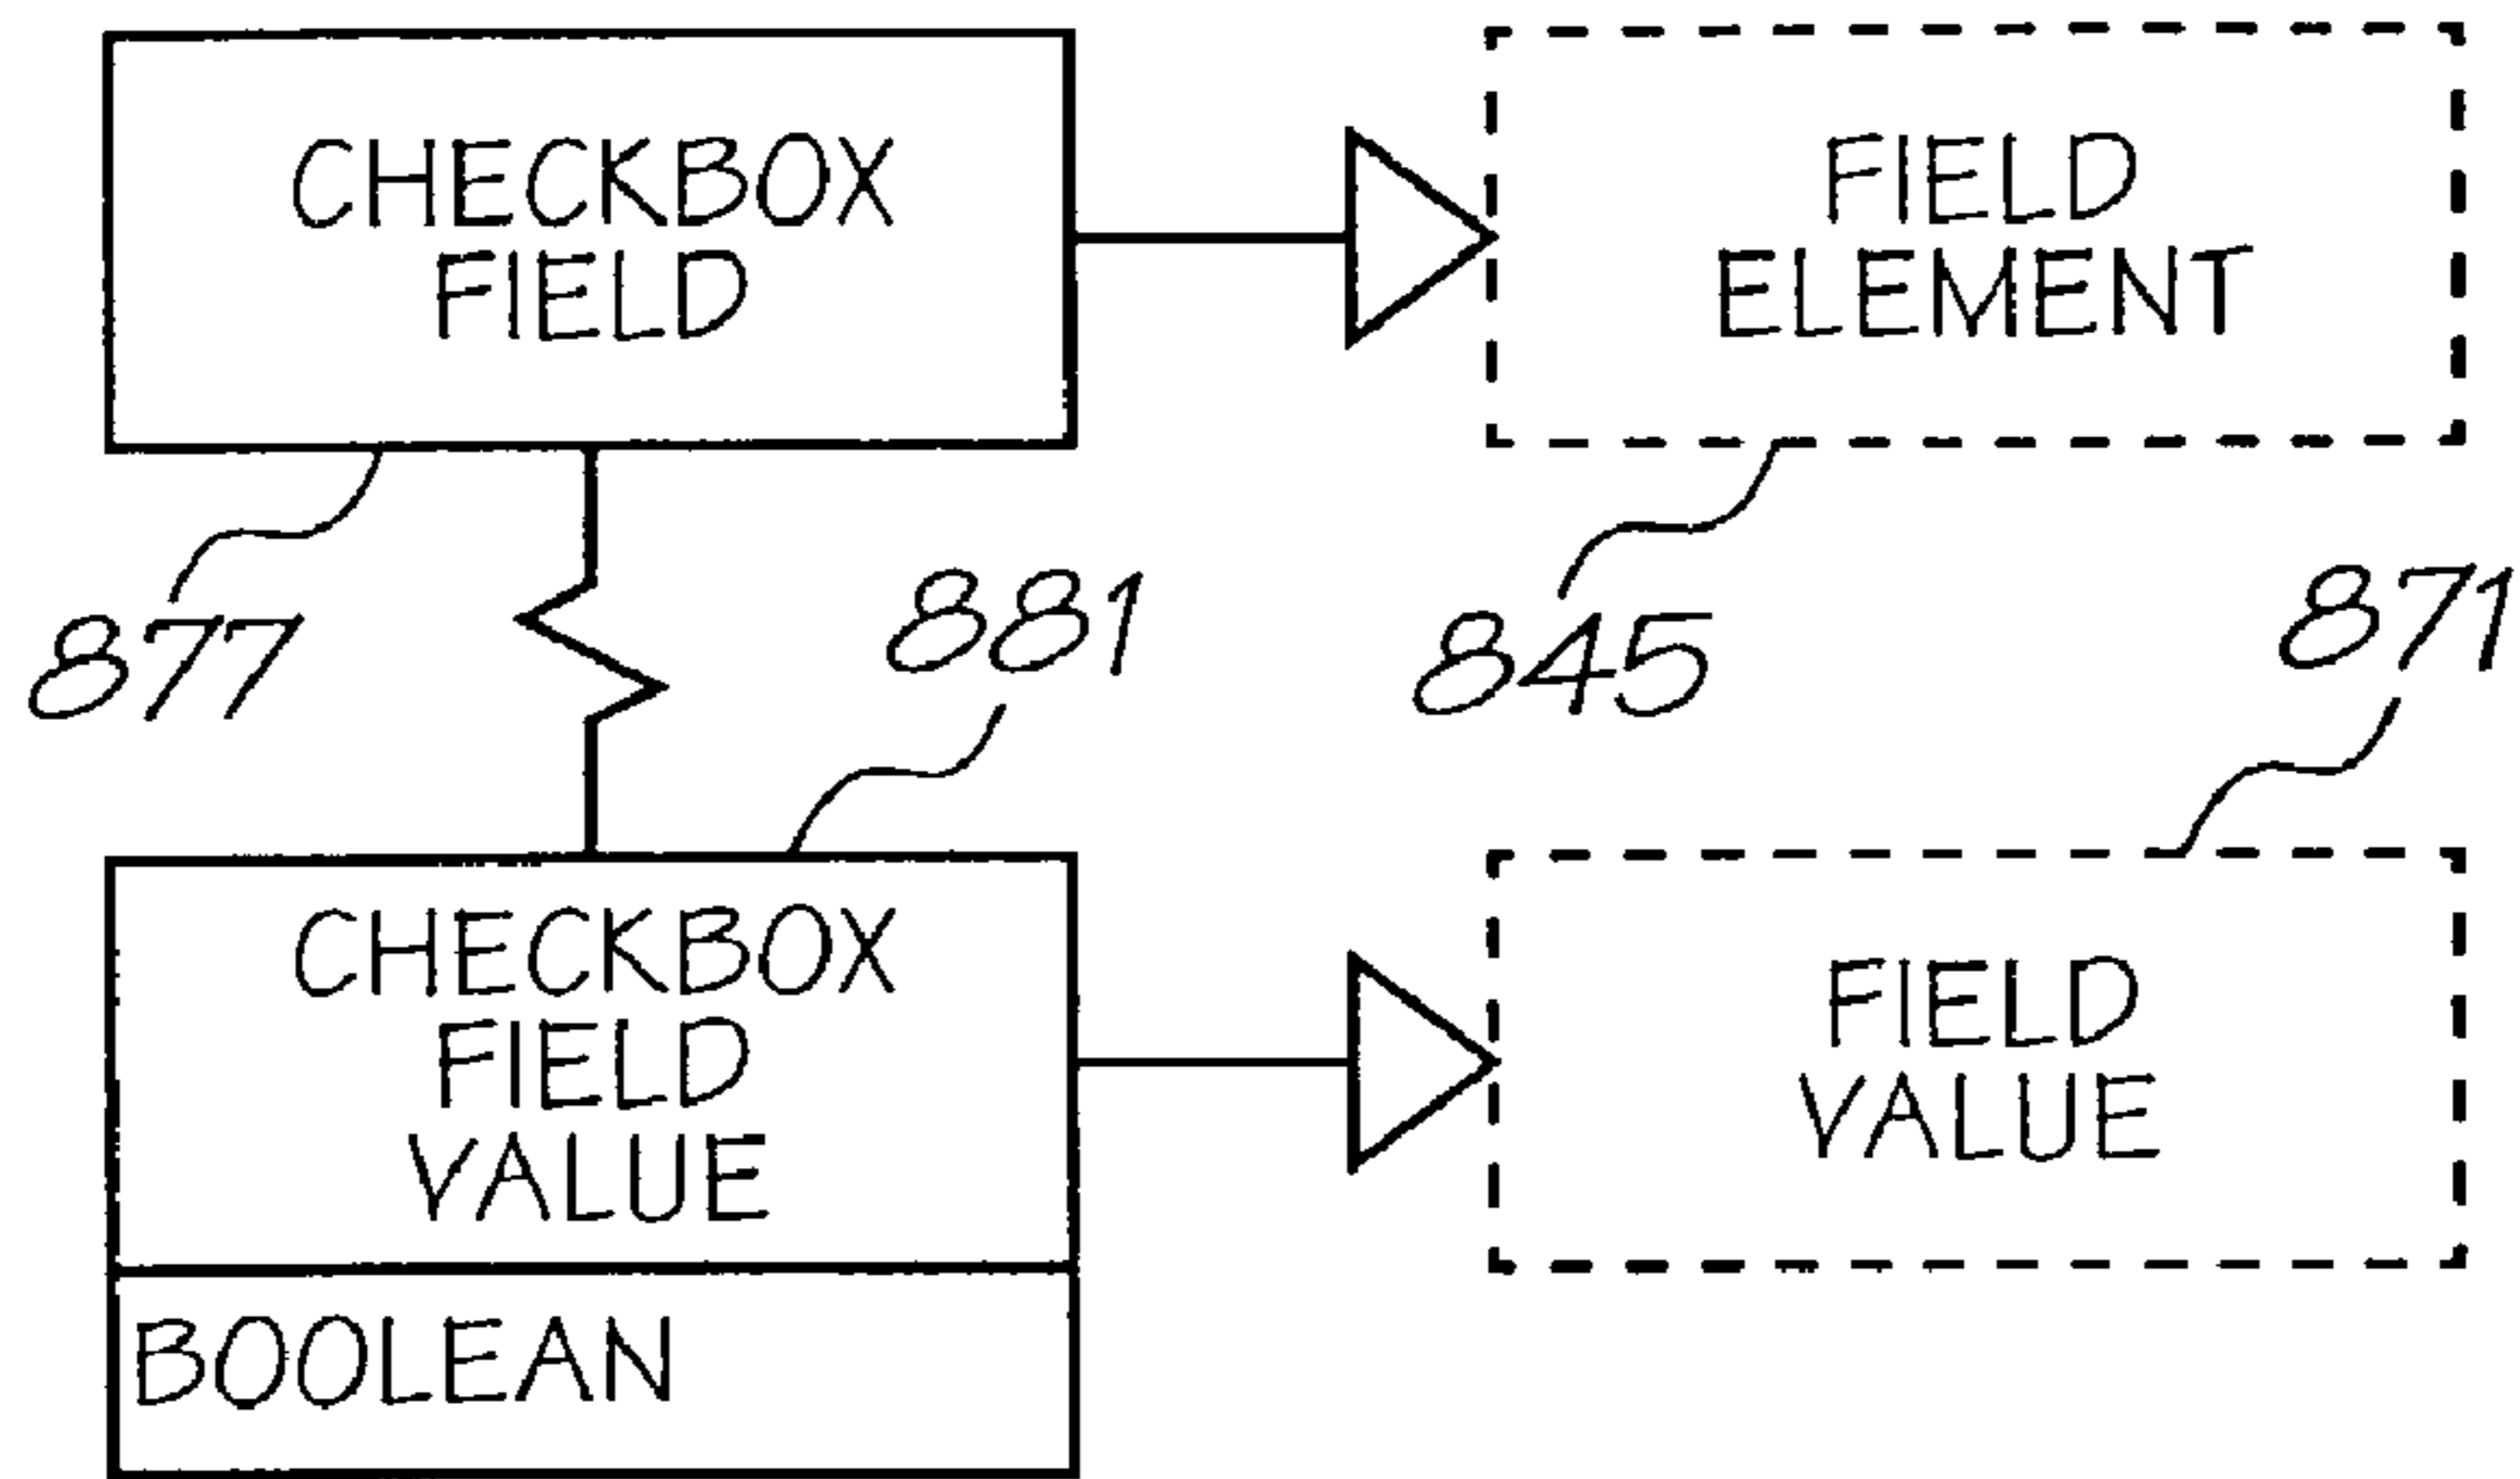 CHECKBOX
FIELD
FIELD
ELEMENT
877
881
845
871
CHECKBOX
FIELD
VALUE
FIELD
VALUE
BOOLEAN